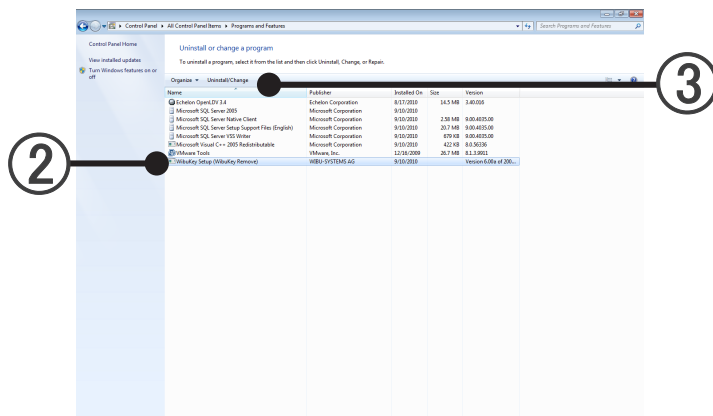 Control Panel ▸ All Control Panel Items ▸ Programs and Features
Search Programs and Features
Control Panel Home
View installed updates
Turn Windows features on or off
Uninstall or change a program
To uninstall a program, select it from the list and then click Uninstall, Change, or Repair.
Organize Uninstall/Change
Name Publisher Installed On Size Version
Echelon OpenLDV 3.4 Echelon Corporation 8/17/2010 14.5 MB 3.40.016
Microsoft SQL Server 2005 Microsoft Corporation 9/10/2010
Microsoft SQL Server Native Client Microsoft Corporation 9/10/2010 2.58 MB 9.00.4035.00
Microsoft SQL Server Setup Support Files (English) Microsoft Corporation 9/10/2010 20.7 MB 9.00.4035.00
Microsoft SQL Server VSS Writer Microsoft Corporation 9/10/2010 679 KB 9.00.4035.00
Microsoft Visual C++ 2005 Redistributable Microsoft Corporation 9/10/2010 422 KB 8.0.56336
VMware Tools VMware, Inc. 12/16/2009 26.7 MB 8.1.3.9911
WibuKey Setup (WibuKey Remove) WIBU-SYSTEMS AG 9/10/2010 Version 6.00a of 200...
2
3